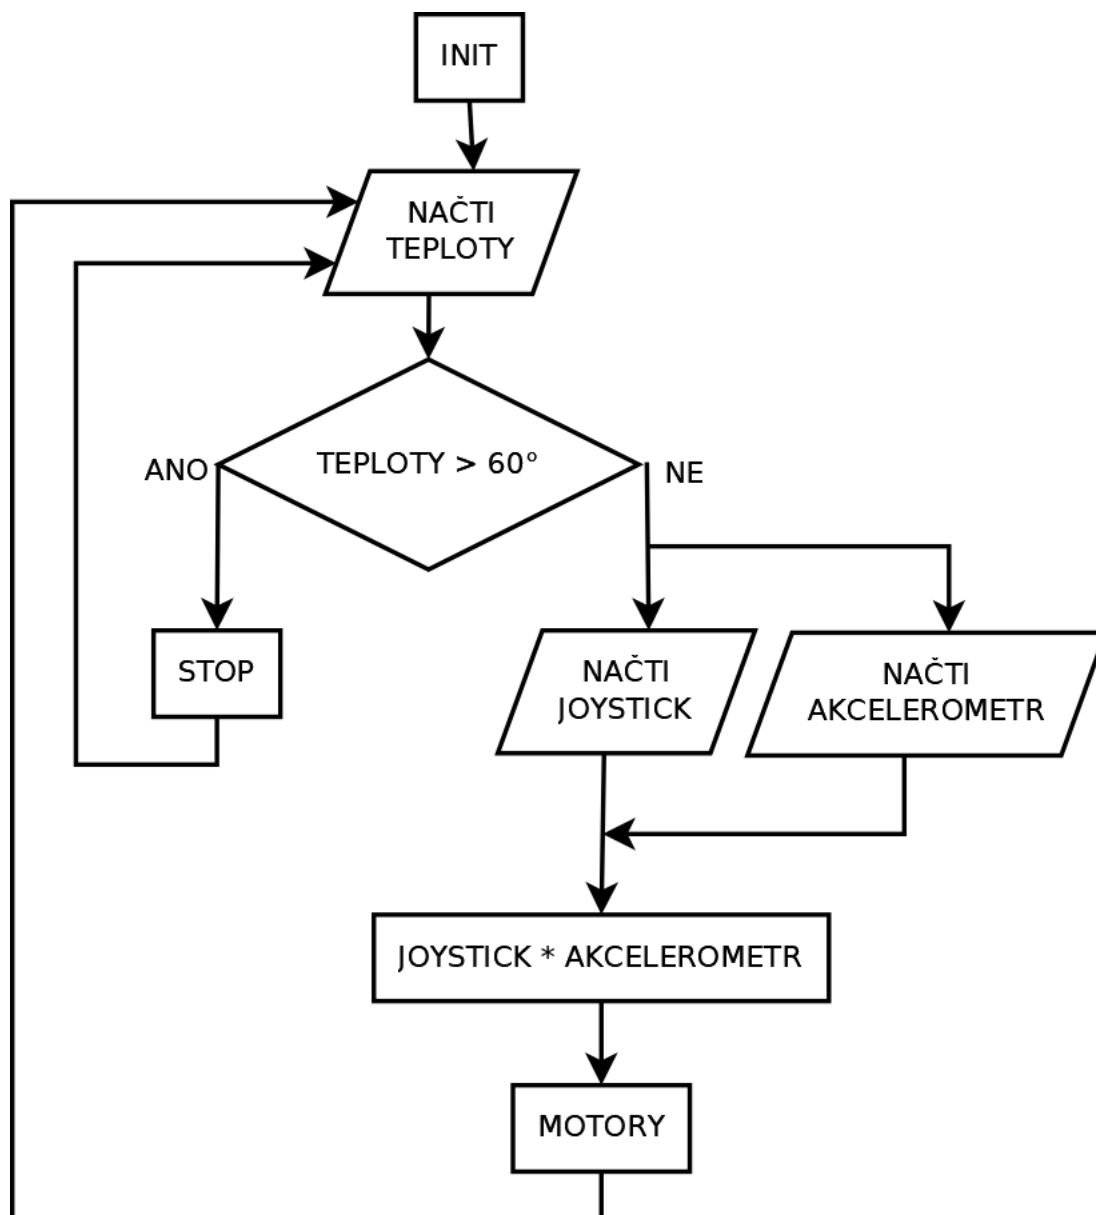 INIT
NAČTI
TEPLOTY
TEPLOTY > 60°
ANO
NE
STOP
NAČTI
JOYSTICK
NAČTI
AKCELEROMETR
JOYSTICK * AKCELEROMETR
MOTORY